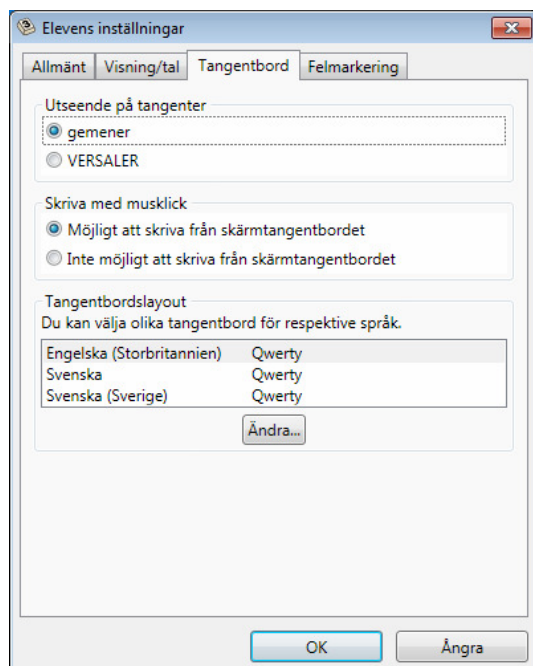 Elevens inställningar
Allmänt Visning/tal Tangentbord Felmarkering
Utseende på tangenter
gemener
VERSALER
Skriva med musklick
Möjligt att skriva från skärmtangentbordet
Inte möjligt att skriva från skärmtangentbordet
Tangentbordslayout
Du kan välja olika tangentbord för respektive språk.
Engelska (Storbritannien) Qwerty
Svenska Qwerty
Svenska (Sverige) Qwerty
Ändra...
OK Ångra